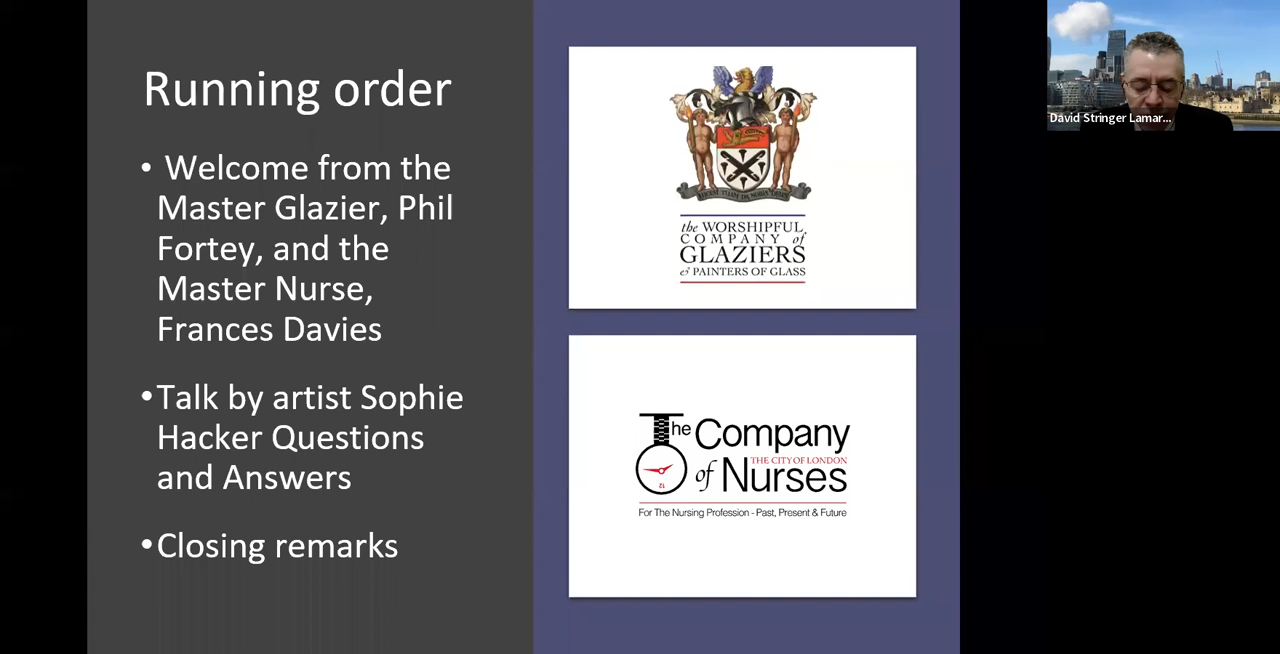 Running order
• Welcome from the
Master Glazier, Phil
Fortey, and the
Master Nurse,
Frances Davies
•Talk by artist Sophie
Hacker Questions
and Answers
•Closing remarks
the WORSHIPFUL
COMPANY of
GLAZIERS
& PAINTERS OF GLASS
The Company
THE CITY OF LONDON
of Nurses
12
For The Nursing Profession - Past, Present & Future
David Stringer Lamar...